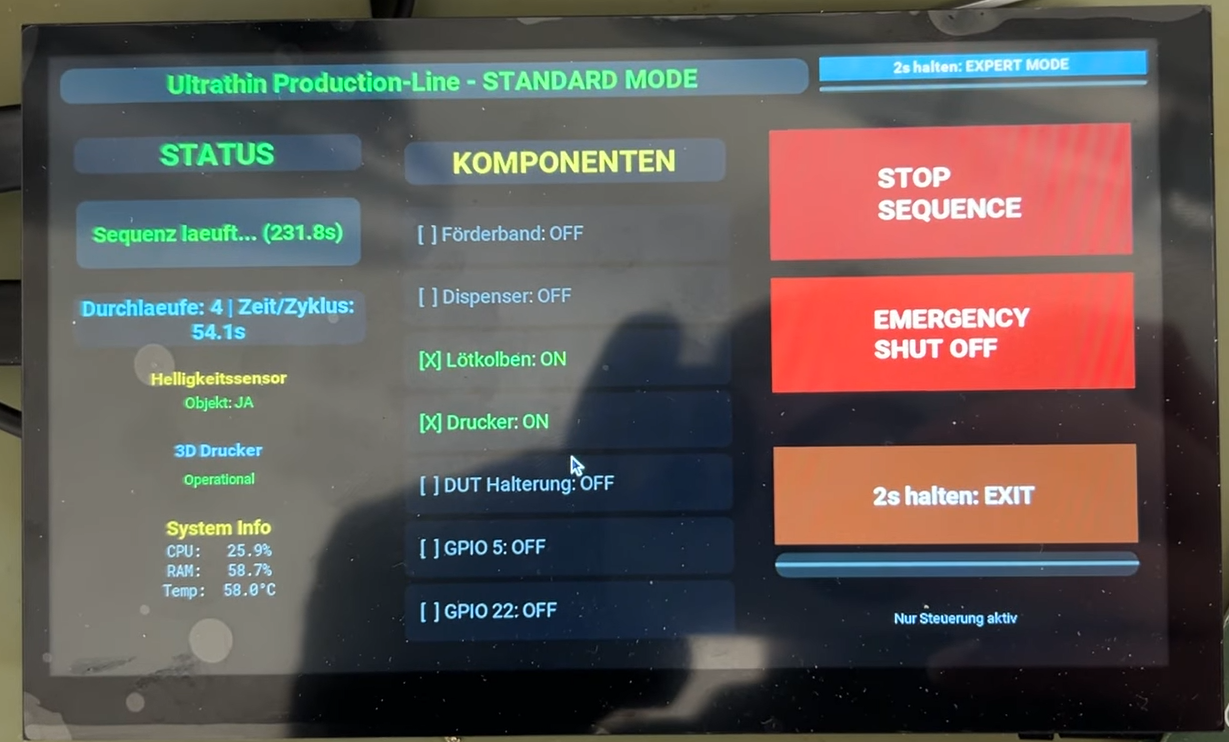 Ultrathin Production-Line - STANDARD MODE
2s halten: EXPERT MODE
STATUS
Sequenz laeuft... (231.8s)
Durchlaeufe: 4 | Zeit/Zyklus:
54.1s
Helligkeitssensor
Objekt: JA
3D Drucker
Operational
System Info
CPU: 25.9%
RAM: 58.7%
Temp: 58.0°C
KOMPONENTEN
[ ] Förderband: OFF
[ ] Dispenser: OFF
[X] Lötkolben: ON
[X] Drucker: ON
[ ] DUT Halterung: OFF
[ ] GPIO 5: OFF
[ ] GPIO 22: OFF
STOP
SEQUENCE
EMERGENCY
SHUT OFF
2s halten: EXIT
Nur Steuerung aktiv